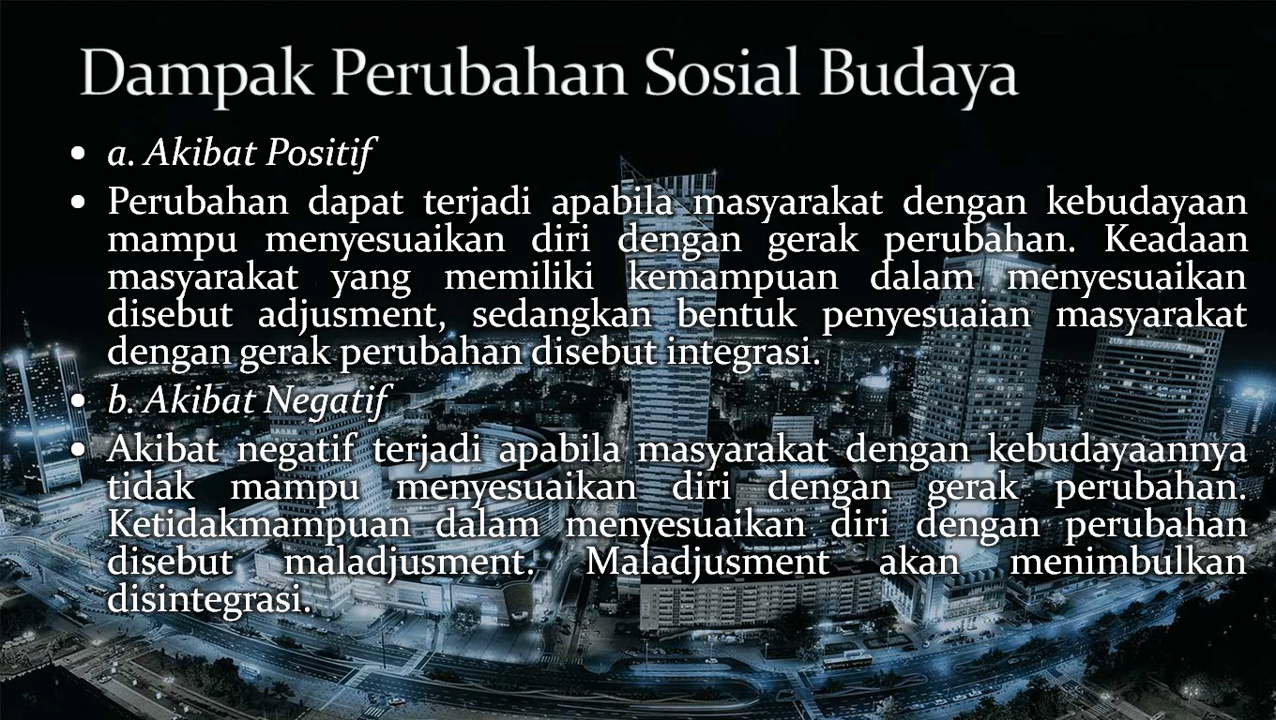 Dampak Perubahan Sosial Budaya
• a. Akibat Positif
• Perubahan dapat terjadi apabila masyarakat dengan kebudayaan
mampu menyesuaikan diri dengan gerak perubahan. Keadaan
masyarakat yang memiliki kemampuan dalam menyesuaikan
disebut adjusment, sedangkan bentuk penyesuaian masyarakat
dengan gerak perubahan disebut integrasi.
• b. Akibat Negatif
• Akibat negatif terjadi apabila masyarakat dengan kebudayaannya
tidak mampu menyesuaikan diri dengan gerak perubahan.
Ketidakmampuan dalam menyesuaikan diri dengan perubahan
disebut maladjusment. Maladjusment akan menimbulkan
disintegrasi.